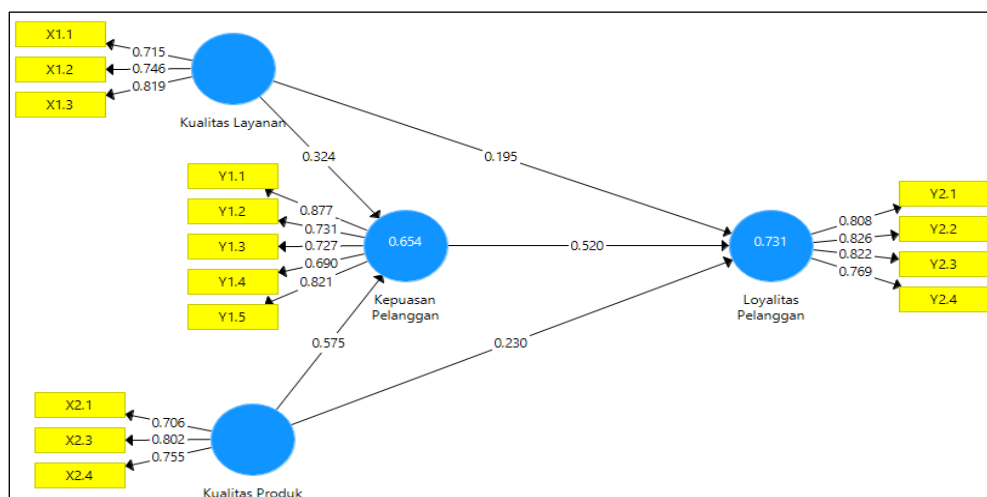 X1.1
X1.2
X1.3
0.715
0.746
0.819
Kualitas Layanan
0.324
0.195
Y1.1
Y1.2
Y1.3
Y1.4
Y1.5
0.877
0.731
0.727
0.690
0.821
0.654
Kepuasan
Pelanggan
0.520
0.731
Loyalitas
Pelanggan
0.808
0.826
0.822
0.769
Y2.1
Y2.2
Y2.3
Y2.4
0.575
0.230
X2.1
X2.3
X2.4
0.706
0.802
0.755
Kualitas Produk